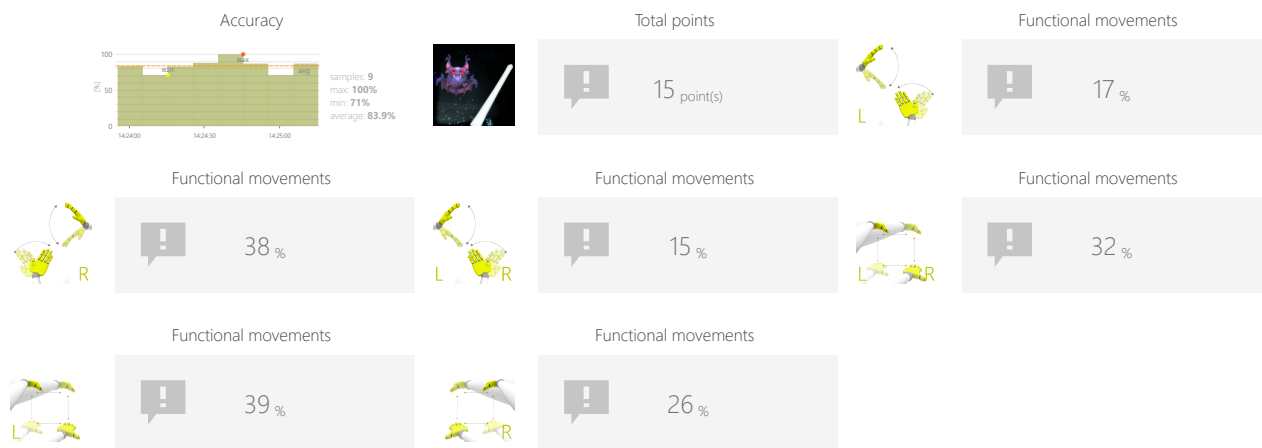 Accuracy
Total points
Functional movements
100
50
0
[%]
min
max
avg
14:24:00
14:24:30
14:25:00
samples: 9
max: 100%
min: 71%
average: 83.9%
15 point(s)
L
17 %
Functional movements
Functional movements
Functional movements
R
38 %
L R
15 %
L R
32 %
Functional movements
Functional movements
L
39 %
R
26 %